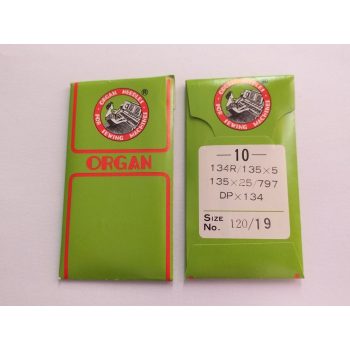 ORGAN NEEDLES
FOR SEWING MACHINES
®
ORGAN
ORGAN NEEDLES
FOR SEWING MACHINES
®
10
134R/135×5
135×25/797
DP×134
SIZE
No. 120/19